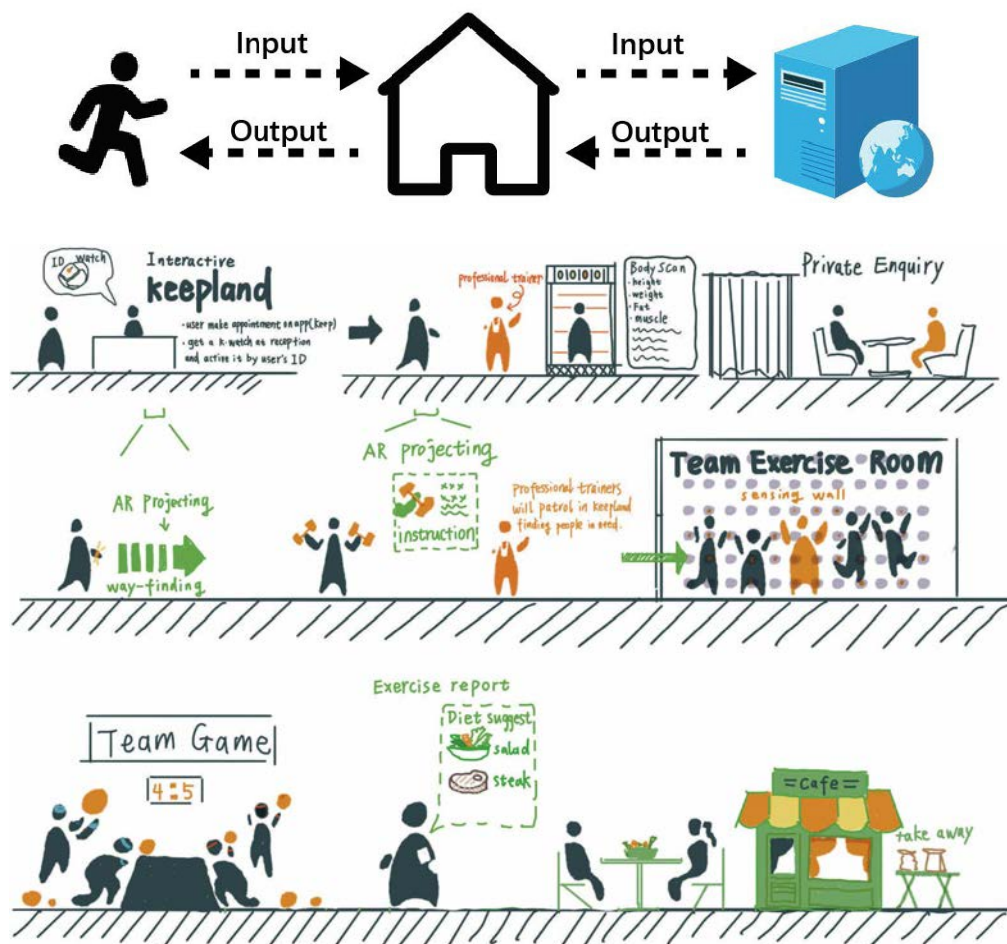 Input
Input
Output
Output
ID watch
Interactive
keepland
• user make appointment on app(keep)
• get a k-watch at reception
and active it by user's ID
professional trainer
00000
Body Scan
• height
• weight
• Fat
• muscle
Private Enquiry
AR Projecting
way-finding
AR projecting
instruction
Professional trainers
will patrol in keepland
finding people in need.
Team Exercise Room
sensing wall
Team Game
4:5
Exercise report
Diet suggest
salad
steak
=Cafe=
take away